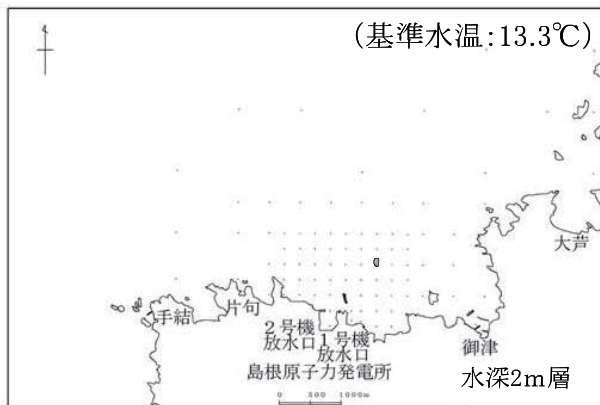 (基準水温:13.3℃)
大芦
手結
片句
2号機
放水口
1号機
放水口
御津
島根原子力発電所
水深2m層
0 500 1000m